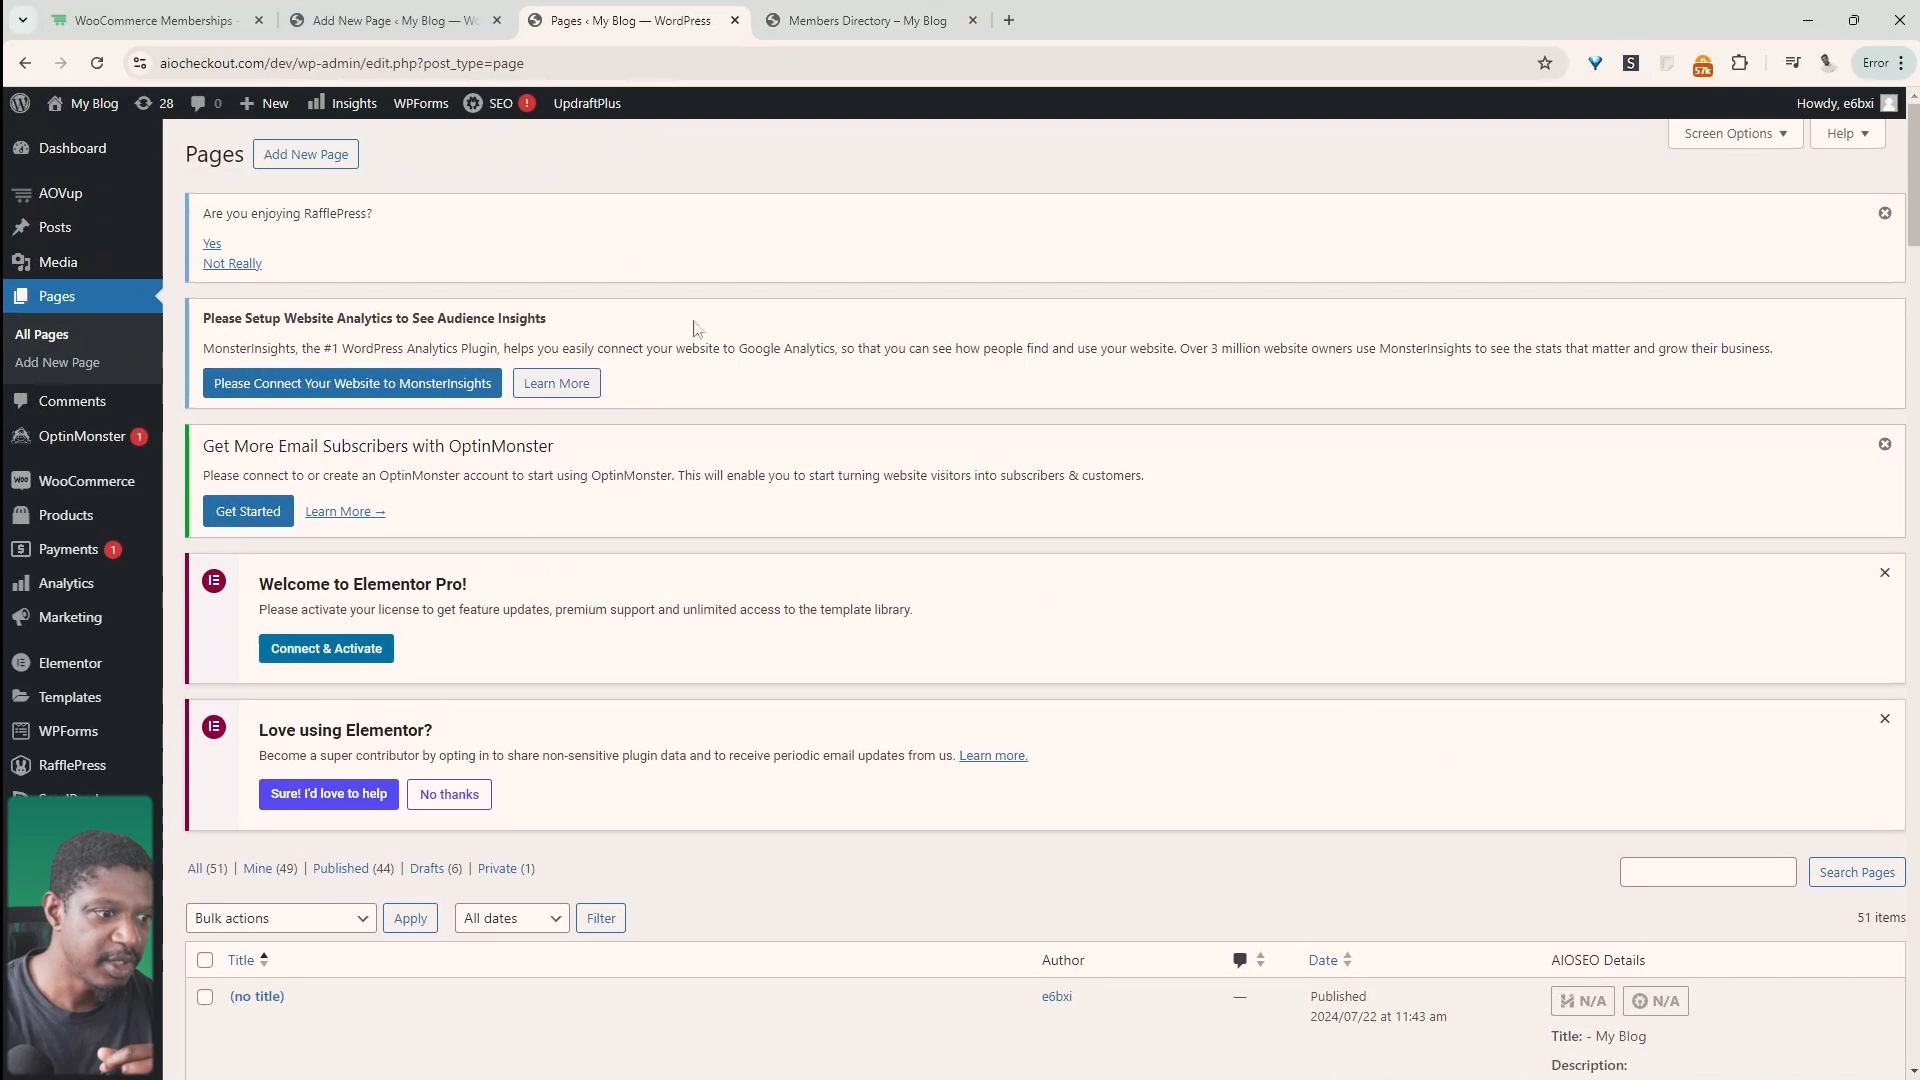 WooCommerce Memberships -
Add New Page ‹ My Blog — Wo
Pages ‹ My Blog — WordPress
Members Directory – My Blog
aiocheckout.com/dev/wp-admin/edit.php?post_type=page
57k
Error
My Blog
28
0
New
Insights
WPForms
SEO
!
UpdraftPlus
Howdy, e6bxi
Dashboard
AOVup
Posts
Media
Pages
All Pages
Add New Page
Comments
OptinMonster 1
WooCommerce
Products
Payments 1
Analytics
Marketing
Elementor
Templates
WPForms
RafflePress
Pages
Add New Page
Screen Options
Help
Are you enjoying RafflePress?
Yes
Not Really
Please Setup Website Analytics to See Audience Insights
MonsterInsights, the #1 WordPress Analytics Plugin, helps you easily connect your website to Google Analytics, so that you can see how people find and use your website. Over 3 million website owners use MonsterInsights to see the stats that matter and grow their business.
Please Connect Your Website to MonsterInsights
Learn More
Get More Email Subscribers with OptinMonster
Please connect to or create an OptinMonster account to start using OptinMonster. This will enable you to start turning website visitors into subscribers & customers.
Get Started
Learn More →
Welcome to Elementor Pro!
Please activate your license to get feature updates, premium support and unlimited access to the template library.
Connect & Activate
Love using Elementor?
Become a super contributor by opting in to share non-sensitive plugin data and to receive periodic email updates from us. Learn more.
Sure! I'd love to help
No thanks
All (51) | Mine (49) | Published (44) | Drafts (6) | Private (1)
Search Pages
Bulk actions
Apply
All dates
Filter
51 items
Title
Author
Date
AIOSEO Details
(no title)
e6bxi
—
Published
2024/07/22 at 11:43 am
N/A
N/A
Title: - My Blog
Description: